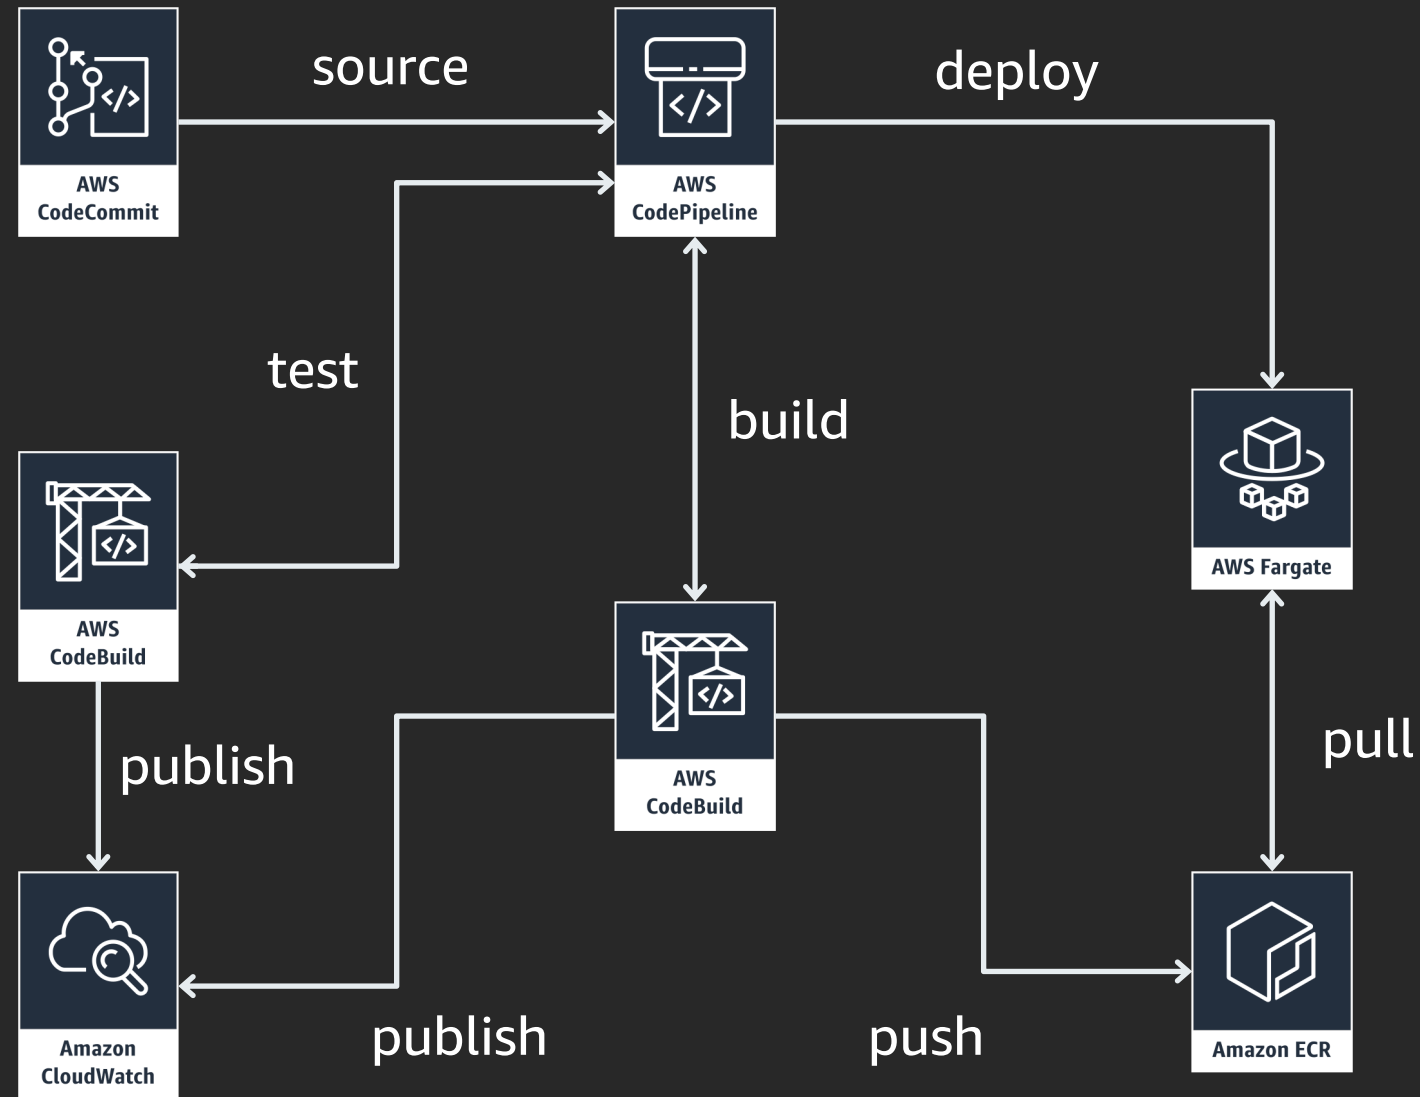 source
deploy
</>
</>
AWS
CodeCommit
AWS
CodePipeline
test
build
</>
AWS Fargate
AWS
CodeBuild
</>
publish
AWS
CodeBuild
pull
Amazon
CloudWatch
publish
push
Amazon ECR